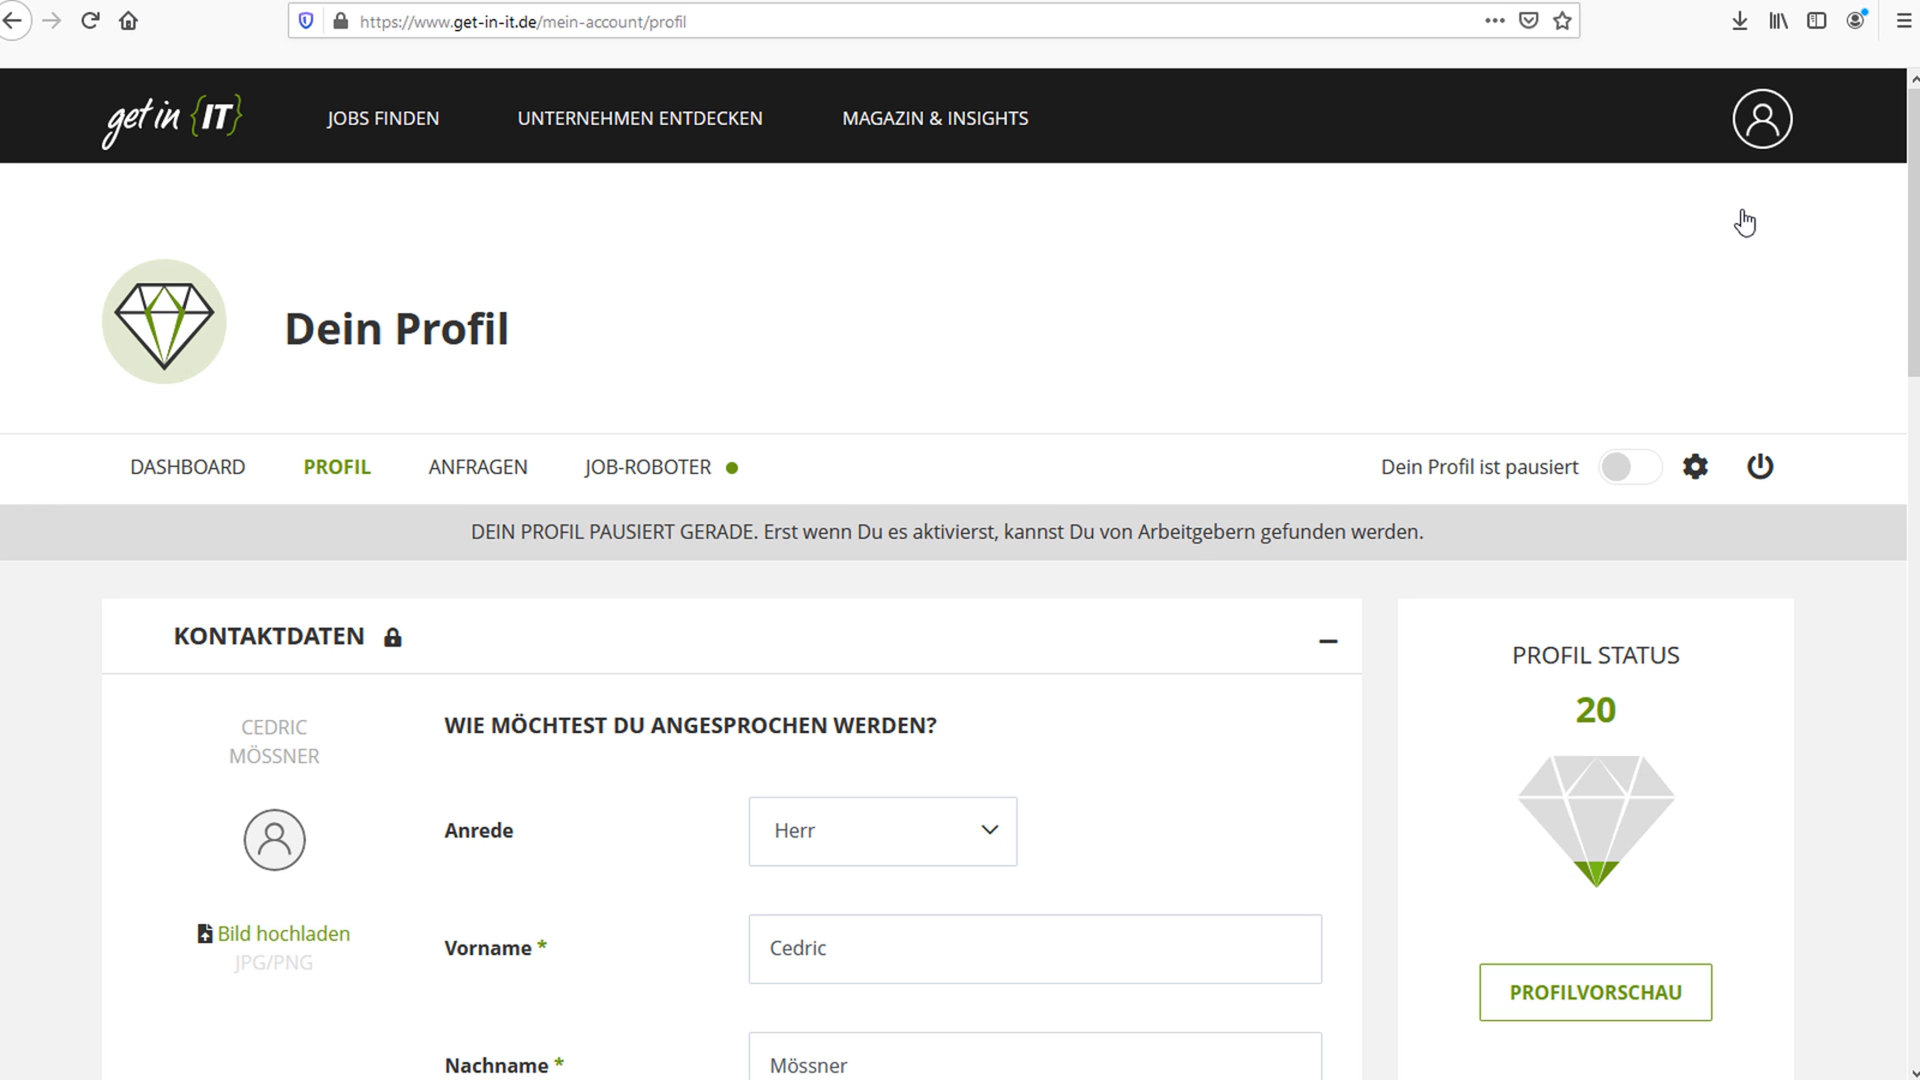 https://www.get-in-it.de/mein-account/profil
get in {IT}
JOBS FINDEN
UNTERNEHMEN ENTDECKEN
MAGAZIN & INSIGHTS
Dein Profil
DASHBOARD
PROFIL
ANFRAGEN
JOB-ROBOTER
Dein Profil ist pausiert
DEIN PROFIL PAUSIERT GERADE. Erst wenn Du es aktivierst, kannst Du von Arbeitgebern gefunden werden.
KONTAKTDATEN
CEDRIC
MÖSSNER
Bild hochladen
JPG/PNG
WIE MÖCHTEST DU ANGESPROCHEN WERDEN?
Anrede
Herr
Vorname *
Cedric
Nachname *
Mössner
PROFIL STATUS
20
PROFILVORSCHAU